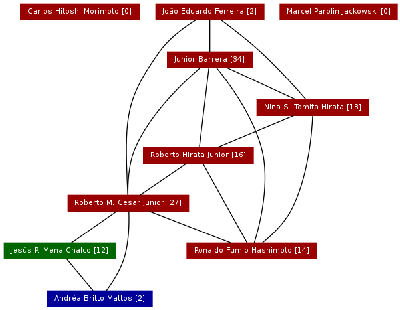 Carlos Hitoshi Morimoto [0]
João Eduardo Ferreira [2]
Marcel Parolin Jackowski [0]
Junior Barrera [34]
Nina S. Tomita Hirata [13]
Roberto Hirata Junior [16]
Roberto M. Cesar Junior [27]
Jesús P. Mena-Chalco [12]
Ronaldo Fumio Hashimoto [14]
Andréa Britto Mattos [2]